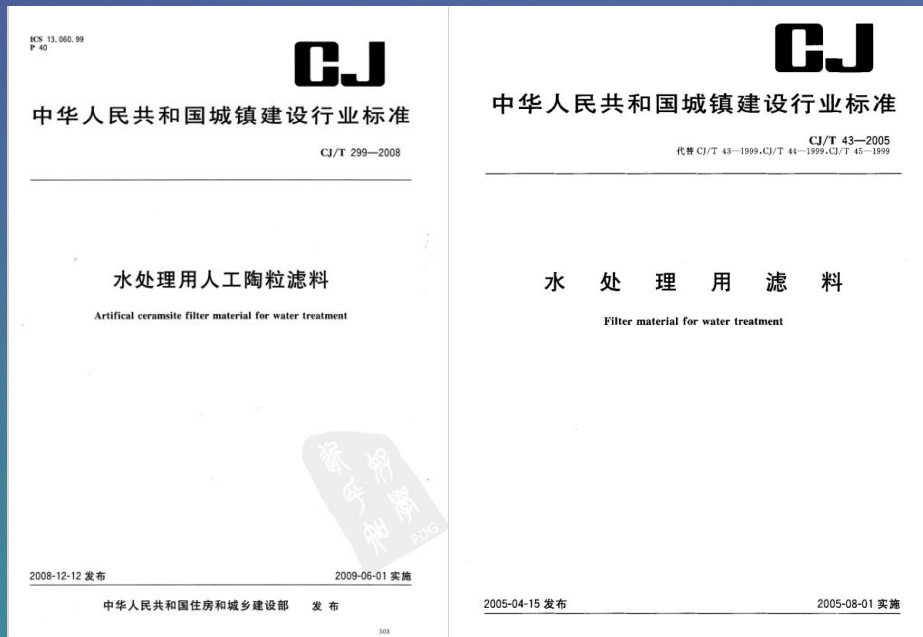 ICS 13.060.99
P 40
CJ
中华人民共和国城镇建设行业标准
CJ/T 299—2008
水处理用人工陶粒滤料
Artifical ceramsite filter material for water treatment
PDG
2008-12-12 发布
2009-06-01 实施
中华人民共和国住房和城乡建设部 发布
503
CJ
中华人民共和国城镇建设行业标准
CJ/T 43—2005
代替 CJ/T 43—1999,CJ/T 44—1999,CJ/T 45—1999
水处理用滤料
Filter material for water treatment
2005-04-15 发布
2005-08-01 实施